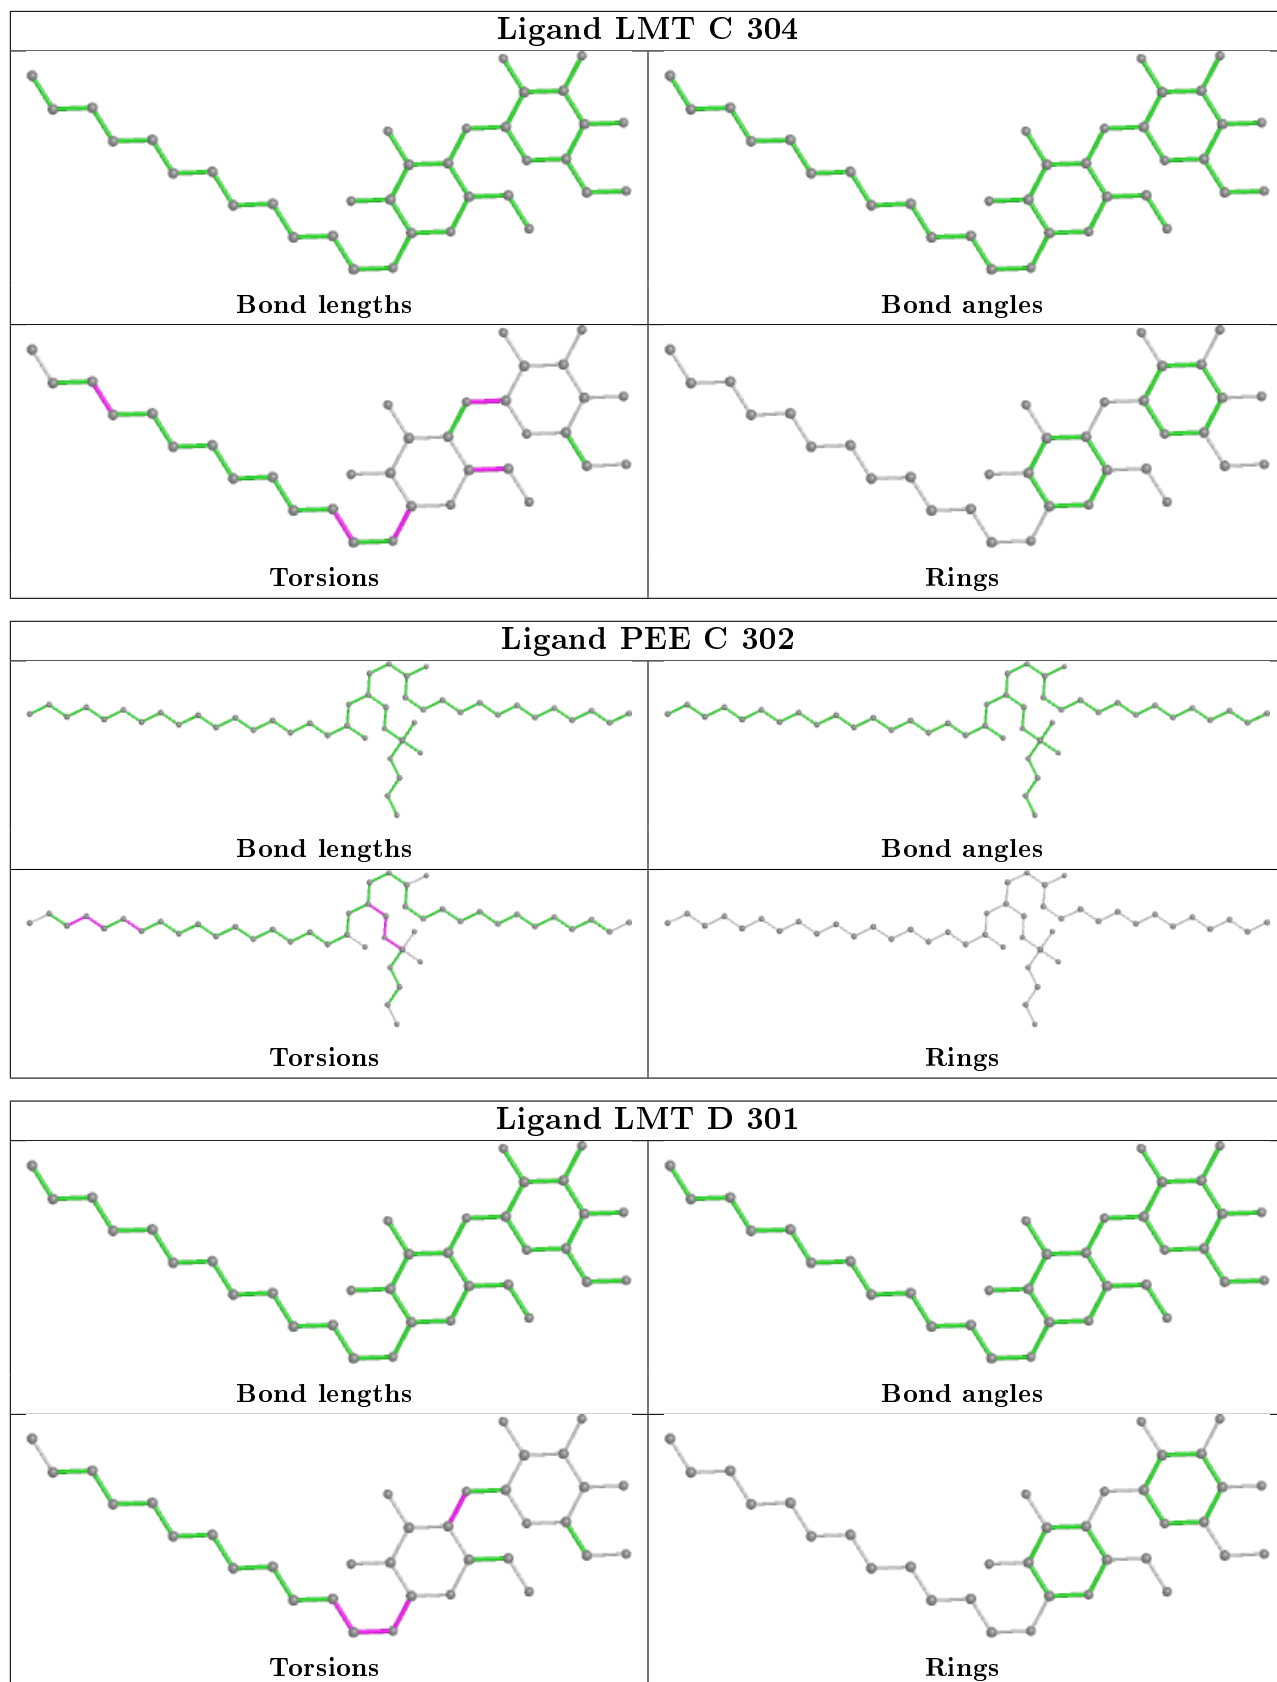 Ligand LMT C 304
Bond lengths
Bond angles
Torsions
Rings
Ligand PEE C 302
Bond lengths
Bond angles
Torsions
Rings
Ligand LMT D 301
Bond lengths
Bond angles
Torsions
Rings